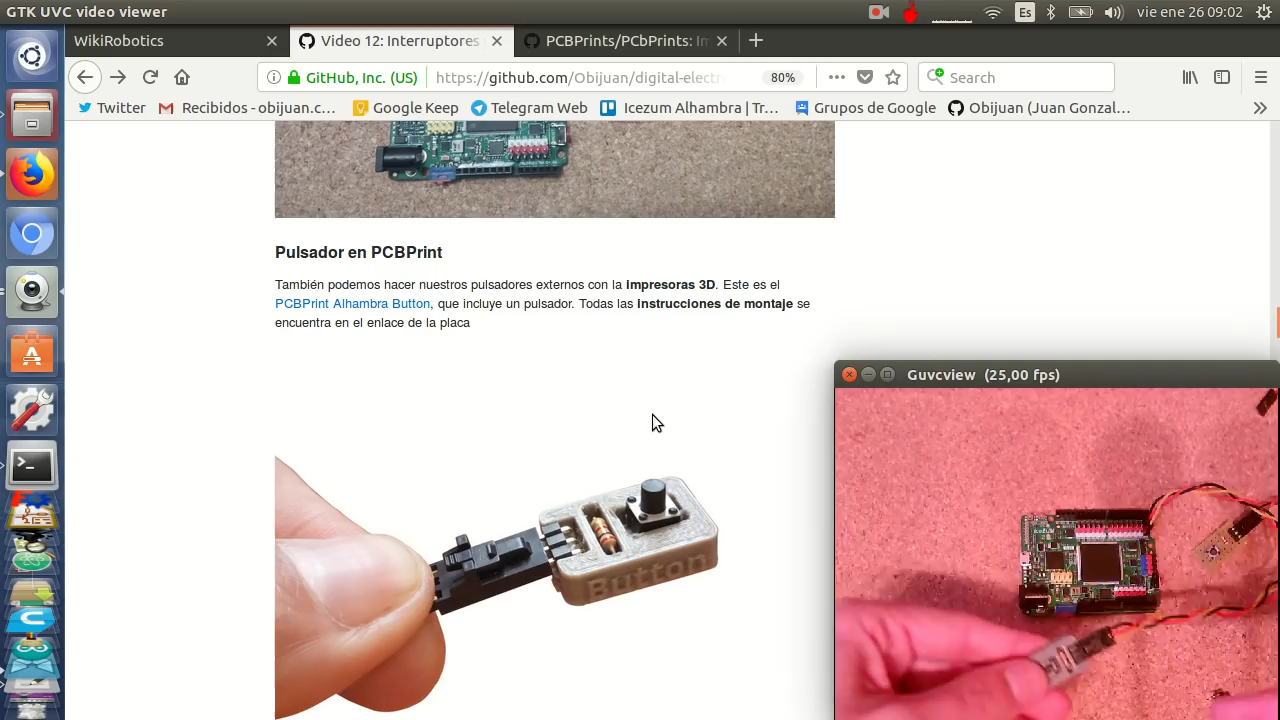 GTK UVC video viewer
Es
vie ene 26 09:02
WikiRobotics
Video 12: Interruptores
PCBPrints/PCbPrints: Im
GitHub, Inc. (US)
https://github.com/Obijuan/digital-electr
80%
Search
Twitter
Recibidos - obijuan.c…
Google Keep
Telegram Web
Icezum Alhambra | Tr…
Grupos de Google
Obijuan (Juan Gonzal…
Pulsador en PCBPrint
También podemos hacer nuestros pulsadores externos con la Impresoras 3D. Este es el
PCBPrint Alhambra Button, que incluye un pulsador. Todas las instrucciones de montaje se
encuentra en el enlace de la placa
Guvcview (25,00 fps)
Button